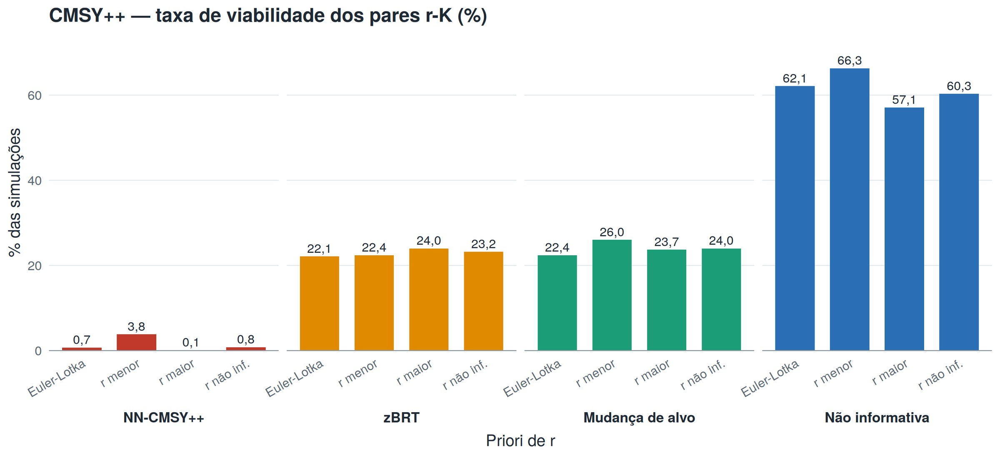 CMSY++ — taxa de viabilidade dos pares r-K (%)
% das simulações
60
40
20
0
0,7
3,8
0,1
0,8
22,1
22,4
24,0
23,2
22,4
26,0
23,7
24,0
62,1
66,3
57,1
60,3
Euler-Lotka
r menor
r maior
r não inf.
Euler-Lotka
r menor
r maior
r não inf.
Euler-Lotka
r menor
r maior
r não inf.
Euler-Lotka
r menor
r maior
r não inf.
NN-CMSY++
zBRT
Mudança de alvo
Não informativa
Priori de r